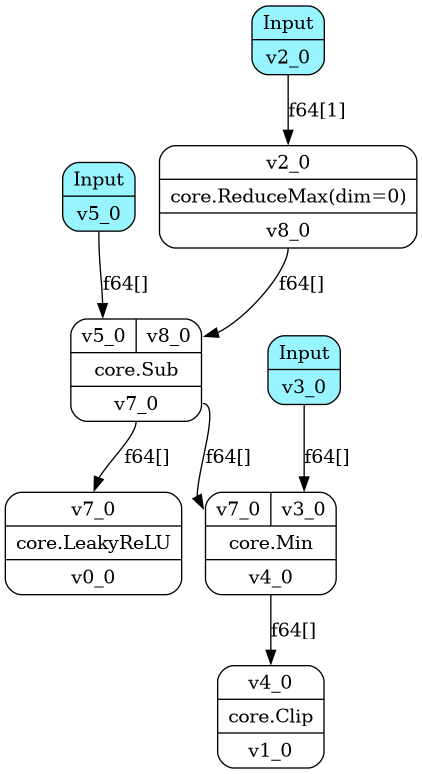 Input
v2_0
f64[1]
v2_0
core.ReduceMax(dim=0)
v8_0
Input
v5_0
f64[]
f64[]
v5_0 v8_0
core.Sub
v7_0
Input
v3_0
f64[]
f64[]
f64[]
v7_0
core.LeakyReLU
v0_0
v7_0 v3_0
core.Min
v4_0
f64[]
v4_0
core.Clip
v1_0